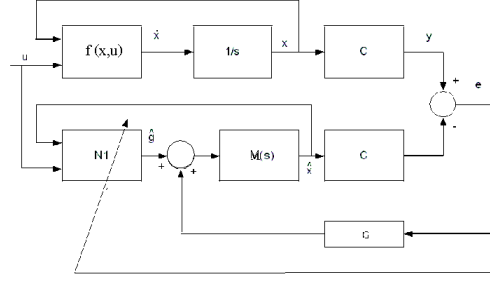 u
f (x,u)
ẋ
1/s
x
C
y
+
-
e
N1
ĝ
+
+
M(s)
x̂
C
G